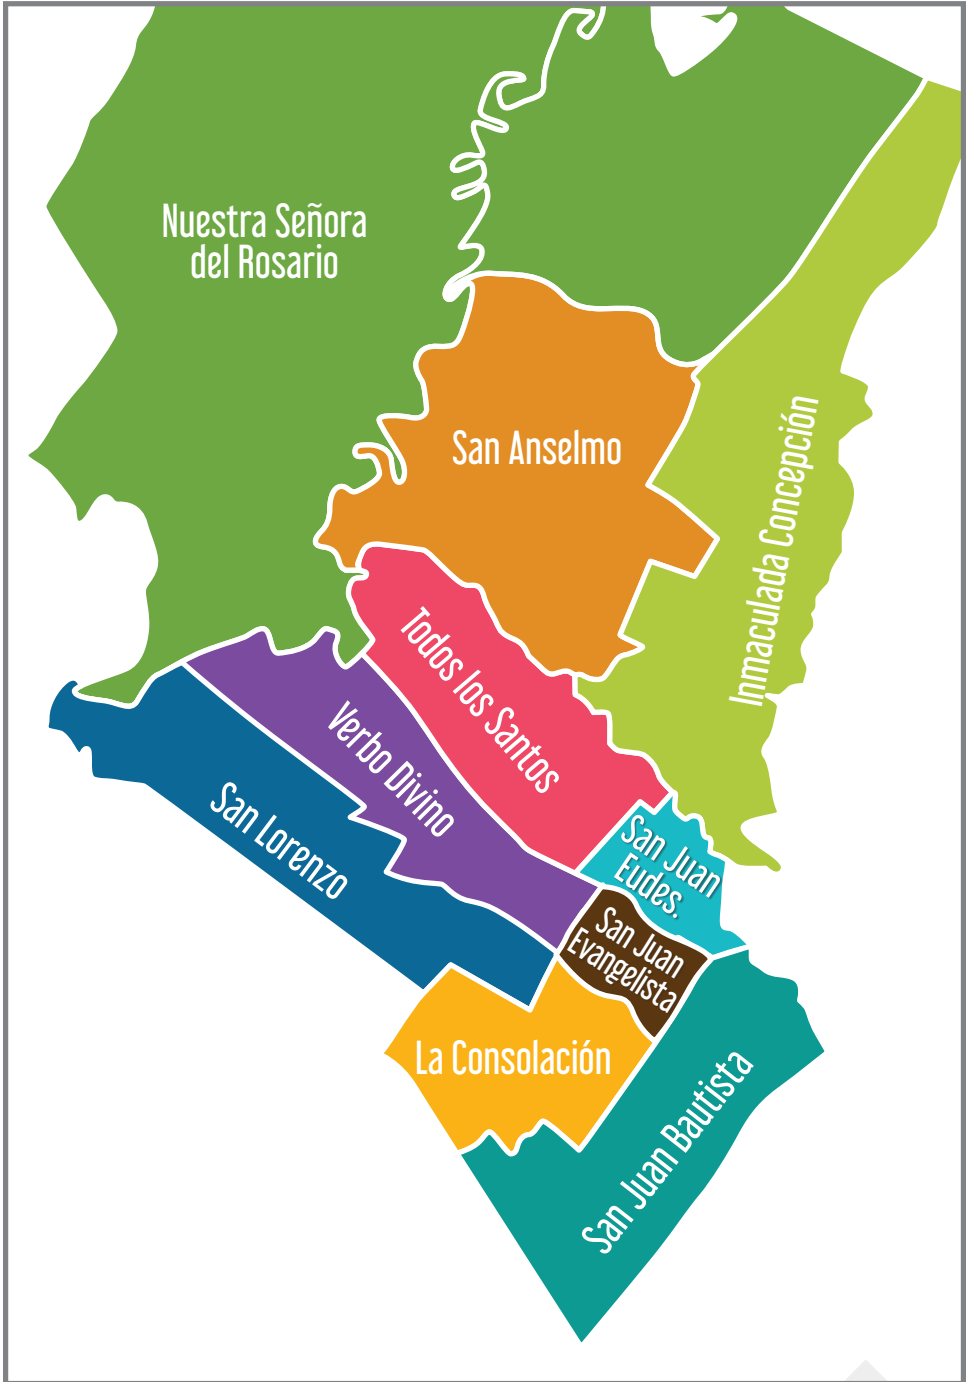 Nuestra Señora
del Rosario
San Anselmo
Inmaculada Concepción
Todos los Santos
Verbo Divino
San Lorenzo
San Juan
Eudes.
San Juan
Evangelista
La Consolación
San Juan Bautista